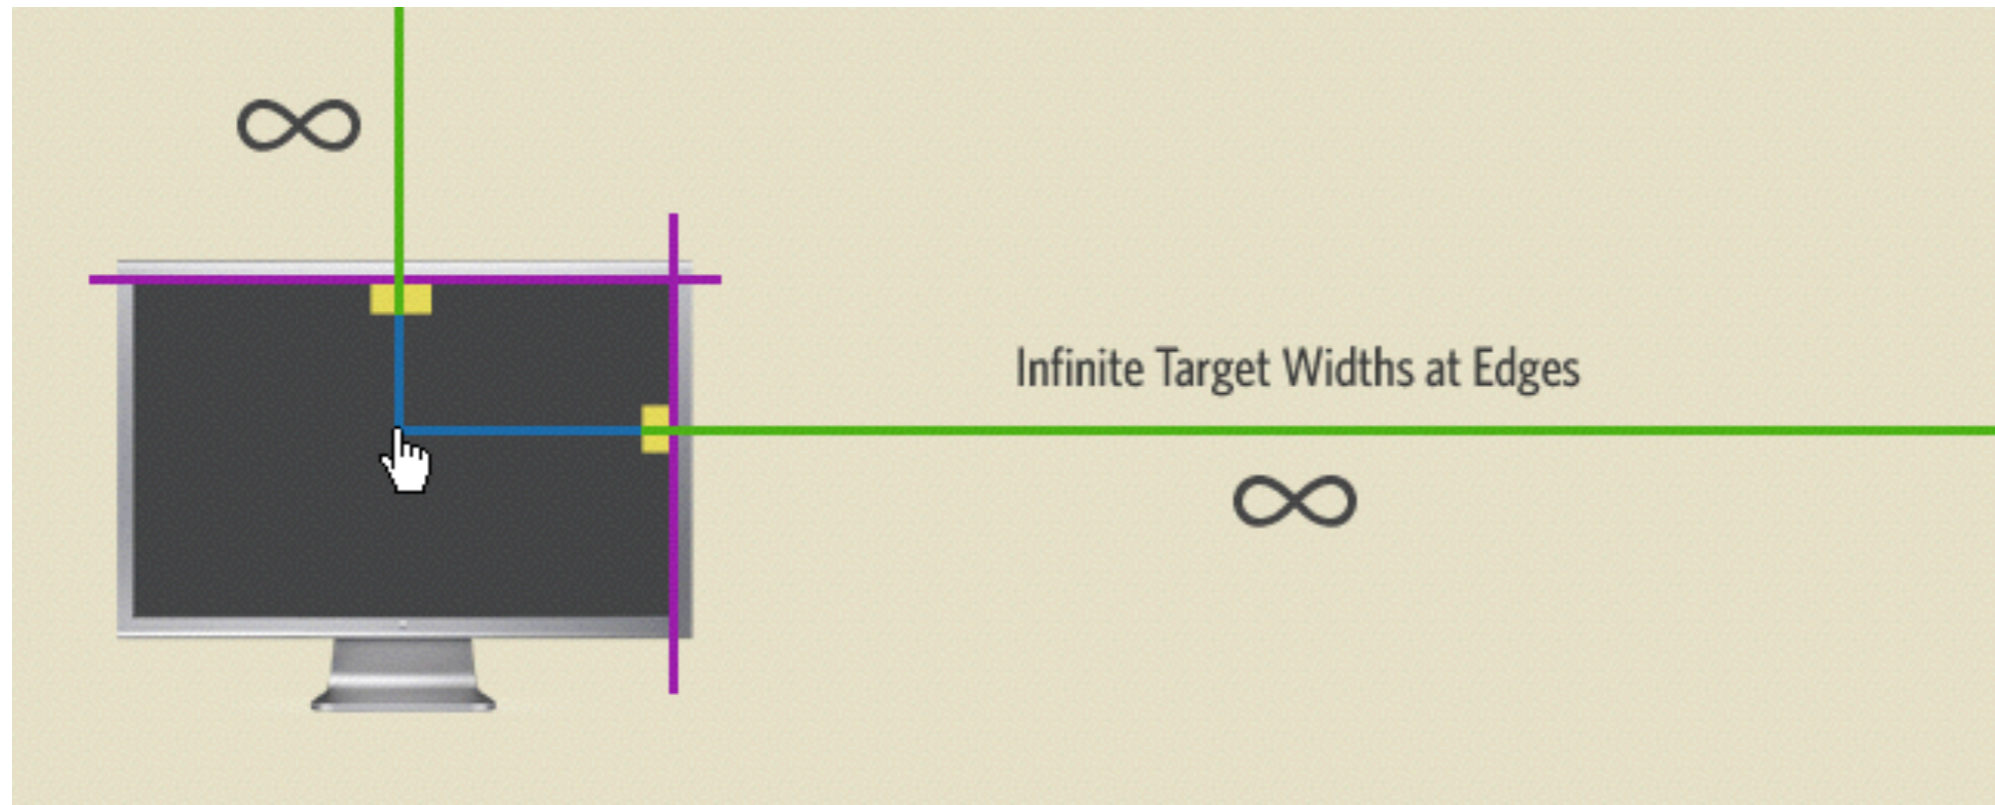 ∞
Infinite Target Widths at Edges
∞